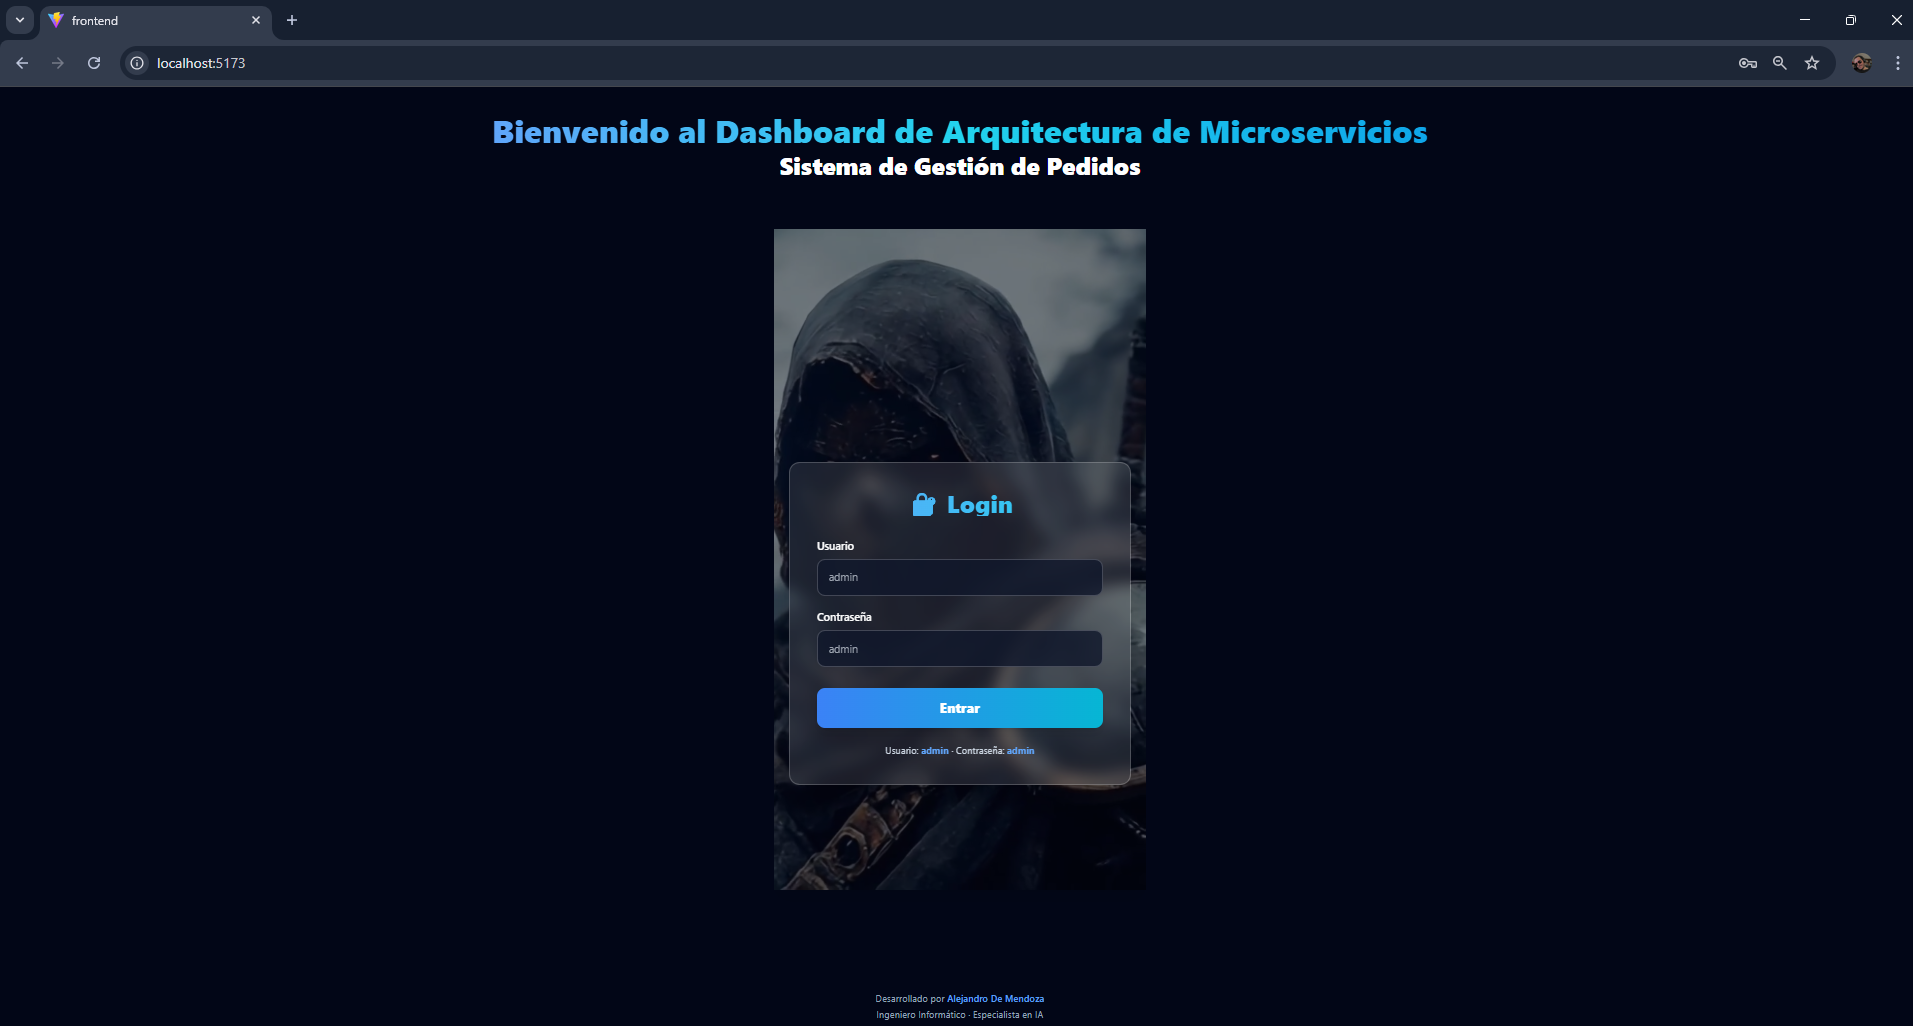 frontend
localhost:5173
Bienvenido al Dashboard de Arquitectura de Microservicios
Sistema de Gestión de Pedidos
Login
Usuario
admin
Contraseña
admin
Entrar
Usuario: admin · Contraseña: admin
Desarrollado por Alejandro De Mendoza
Ingeniero Informático · Especialista en IA